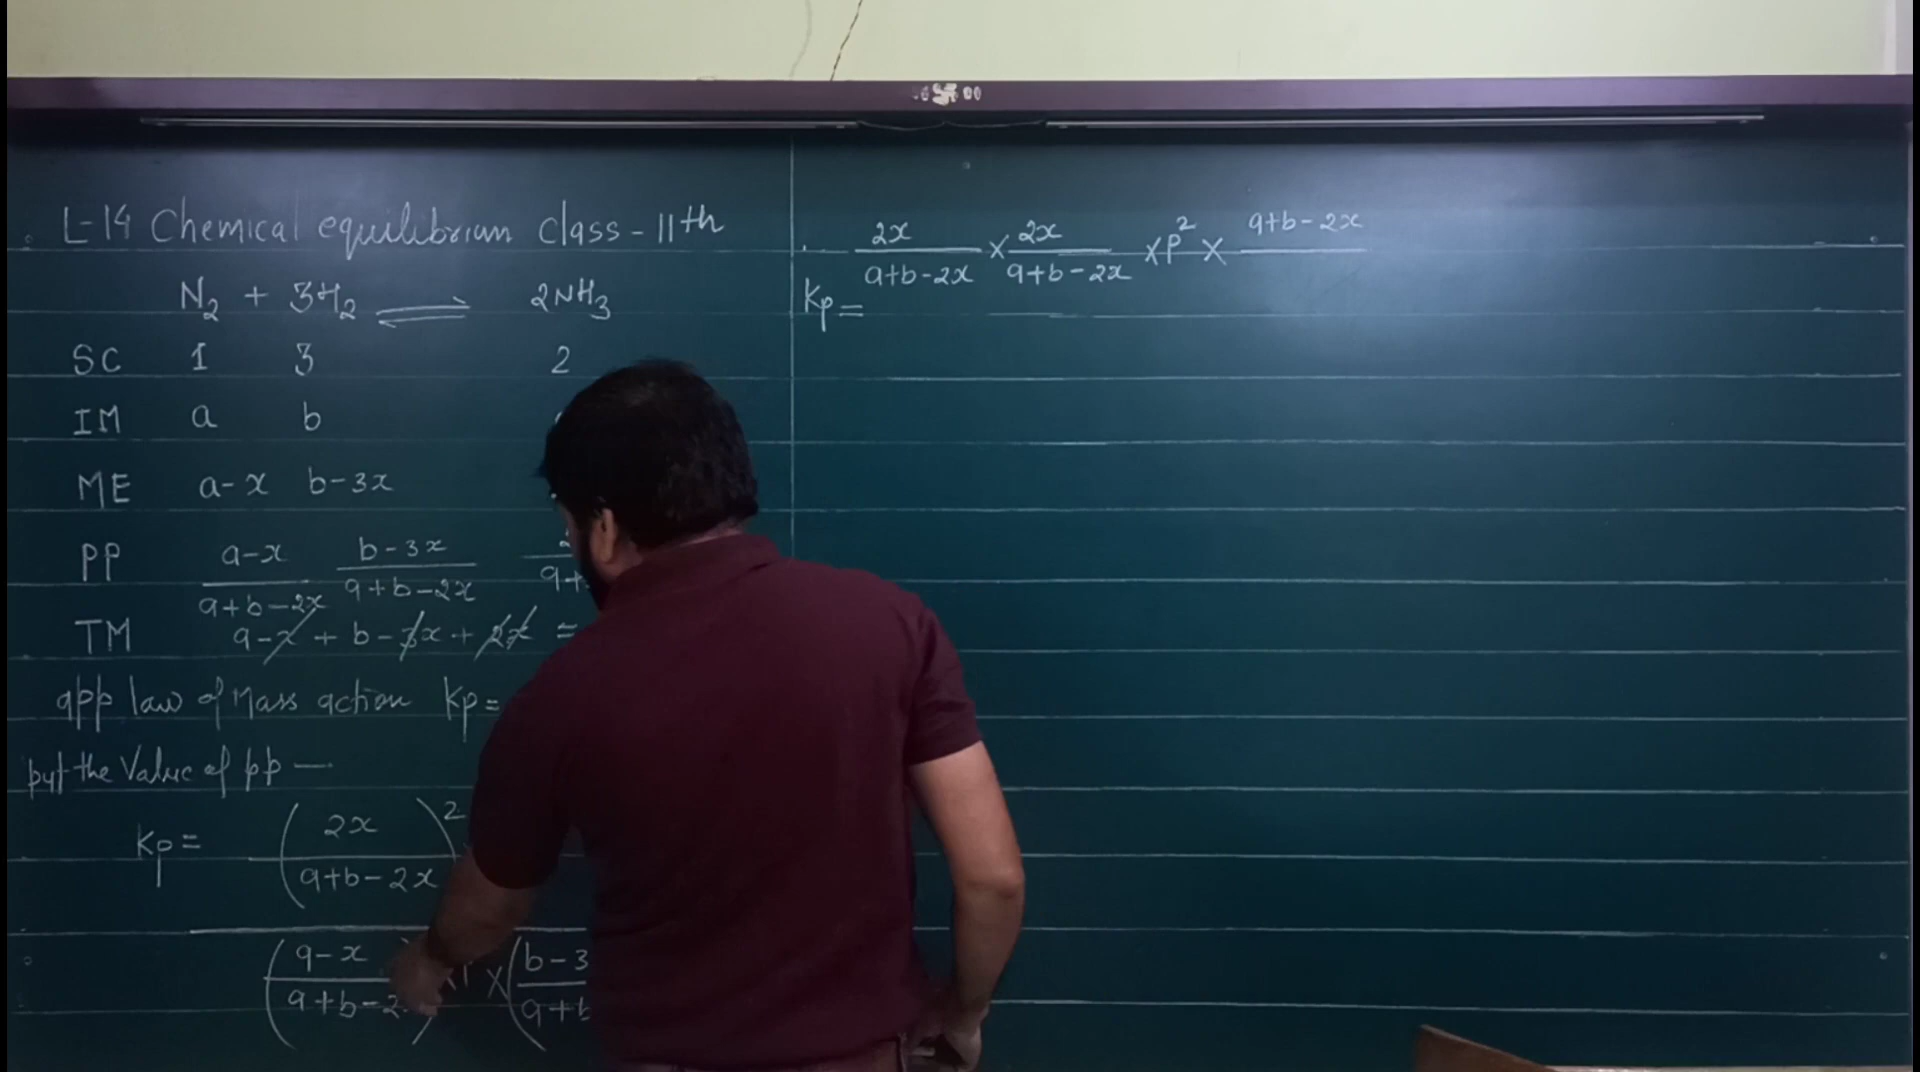 L-14 Chemical equilibrium class-11th
N₂ + 3H₂ ⇌ 2NH₃
SC 1 3 2
IM a b
ME a-x b-3x
PP a-x/a+b-2x b-3x/a+b-2x
TM a-x + b-3x + 2x =
app law of Mass action Kp=
put the Value of pp —
Kp= (2x/a+b-2x)²
(a-x/a+b-2 × (b-3
a+b
Kp= 2x/a+b-2x × 2x/a+b-2x × P² × a+b-2x